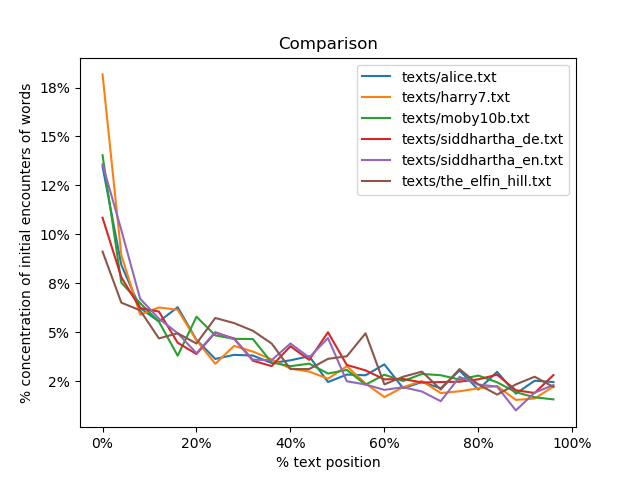 Comparison
texts/alice.txt
texts/harry7.txt
texts/moby10b.txt
texts/siddhartha_de.txt
texts/siddhartha_en.txt
texts/the_elfin_hill.txt
% concentration of initial encounters of words
18%
15%
12%
10%
8%
5%
2%
0%
20%
40%
60%
80%
100%
% text position